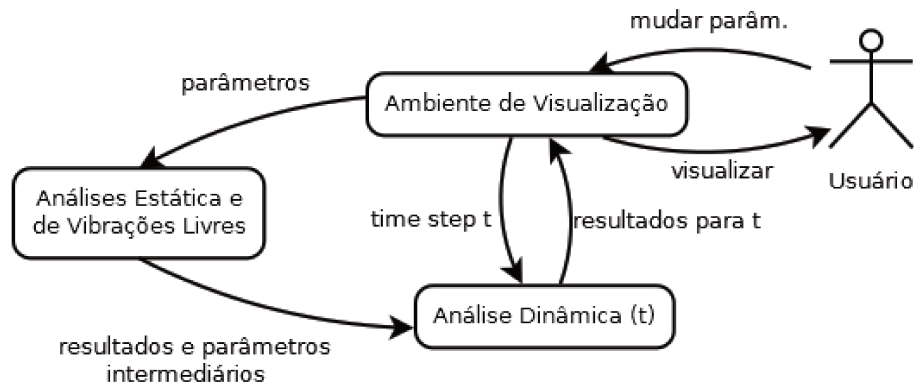 mudar parâm.
parâmetros
Ambiente de Visualização
visualizar
Usuário
Análises Estática e
de Vibrações Livres
time step t
resultados para t
Análise Dinâmica (t)
resultados e parâmetros
intermediários